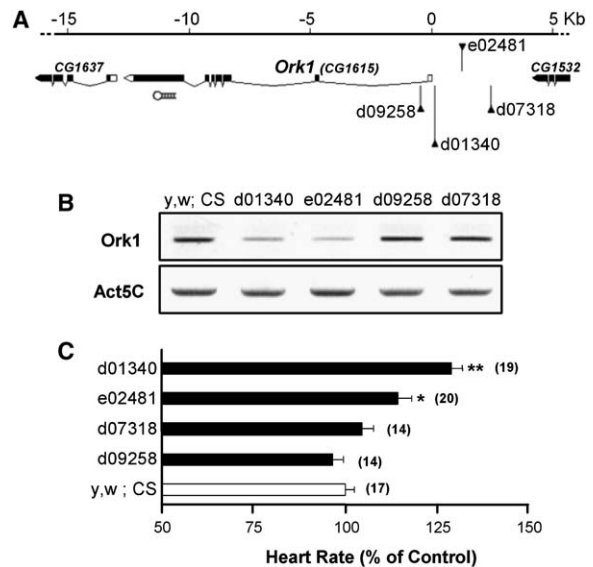 A
-15 -10 -5 0 5 Kb
CG1637 Ork1 (CG1615) e02481 CG1532
d09258 d07318
d01340
B
y,w; CS d01340 e02481 d09258 d07318
Ork1
Act5C
C
d01340 ** (19)
e02481 * (20)
d07318 (14)
d09258 (14)
y,w ; CS (17)
50 75 100 125 150
Heart Rate (% of Control)